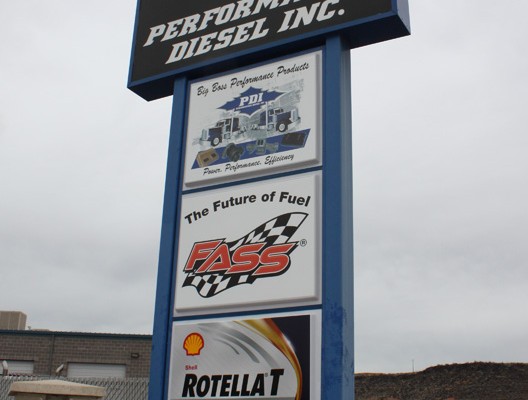 DIESEL INC.
Big Boss Performance Products
PDI
Power, Performance, Efficiency
The Future of Fuel
FASS
®
Shell
ROTELLA T